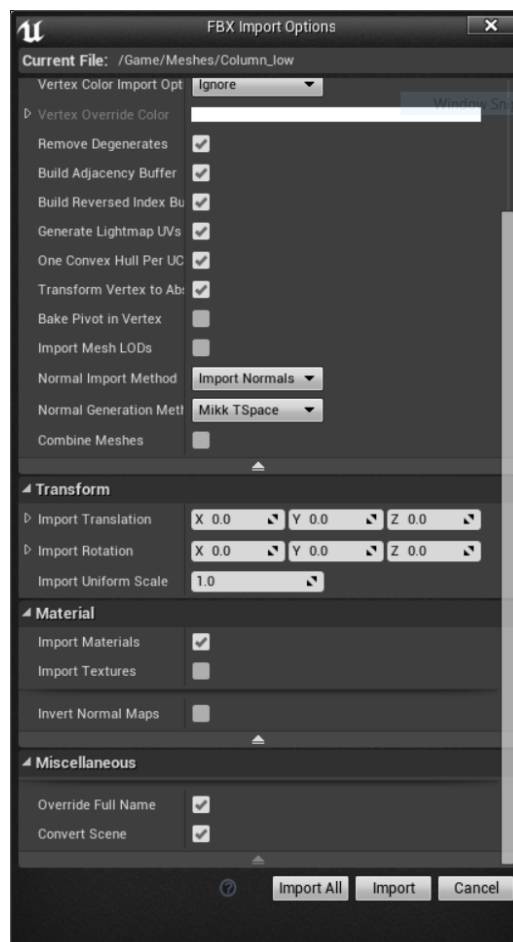 FBX Import Options
Current File: /Game/Meshes/Column_low
Vertex Color Import Opt Ignore
Window Sn
Vertex Override Color
Remove Degenerates
Build Adjacency Buffer
Build Reversed Index Bu
Generate Lightmap UVs
One Convex Hull Per UC
Transform Vertex to Abs
Bake Pivot in Vertex
Import Mesh LODs
Normal Import Method Import Normals
Normal Generation Meth Mikk TSpace
Combine Meshes
Transform
Import Translation X 0.0 Y 0.0 Z 0.0
Import Rotation X 0.0 Y 0.0 Z 0.0
Import Uniform Scale 1.0
Material
Import Materials
Import Textures
Invert Normal Maps
Miscellaneous
Override Full Name
Convert Scene
? Import All Import Cancel